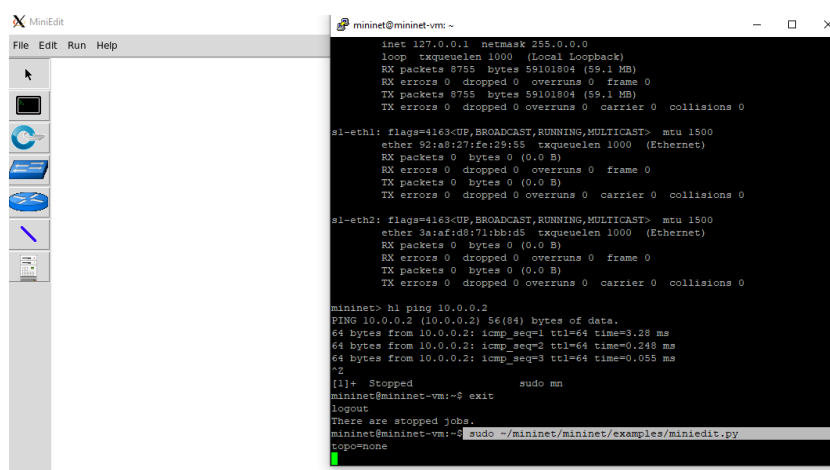 MiniEdit
File Edit Run Help
mininet@mininet-vm: ~
inet 127.0.0.1 netmask 255.0.0.0
loop txqueuelen 1000 (Local Loopback)
RX packets 8755 bytes 59101804 (59.1 MB)
RX errors 0 dropped 0 overruns 0 frame 0
TX packets 8755 bytes 59101804 (59.1 MB)
TX errors 0 dropped 0 overruns 0 carrier 0 collisions 0
s1-eth1: flags=4163<UP,BROADCAST,RUNNING,MULTICAST> mtu 1500
ether 92:a8:27:fe:29:55 txqueuelen 1000 (Ethernet)
RX packets 0 bytes 0 (0.0 B)
RX errors 0 dropped 0 overruns 0 frame 0
TX packets 0 bytes 0 (0.0 B)
TX errors 0 dropped 0 overruns 0 carrier 0 collisions 0
s1-eth2: flags=4163<UP,BROADCAST,RUNNING,MULTICAST> mtu 1500
ether 3a:af:d8:71:bb:d5 txqueuelen 1000 (Ethernet)
RX packets 0 bytes 0 (0.0 B)
RX errors 0 dropped 0 overruns 0 frame 0
TX packets 0 bytes 0 (0.0 B)
TX errors 0 dropped 0 overruns 0 carrier 0 collisions 0
mininet> h1 ping 10.0.0.2
PING 10.0.0.2 (10.0.0.2) 56(84) bytes of data.
64 bytes from 10.0.0.2: icmp_seq=1 ttl=64 time=3.28 ms
64 bytes from 10.0.0.2: icmp_seq=2 ttl=64 time=0.248 ms
64 bytes from 10.0.0.2: icmp_seq=3 ttl=64 time=0.055 ms
^Z
[1]+ Stopped sudo mn
mininet@mininet-vm:~$ exit
logout
There are stopped jobs.
mininet@mininet-vm:~$ sudo ~/mininet/mininet/examples/miniedit.py
topo=none